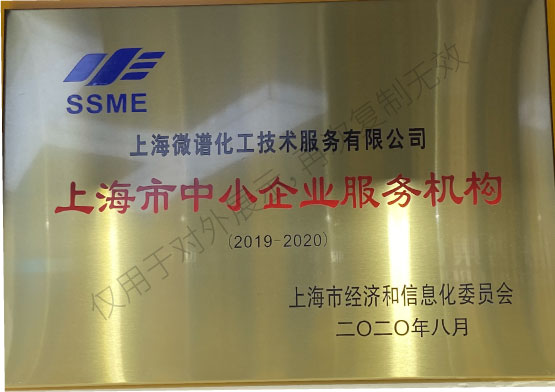 SSME
上海微谱化工技术服务有限公司
上海市中小企业服务机构
(2019-2020)
上海市经济和信息化委员会
二〇二〇年八月
仅用于对外展示,再次复制无效